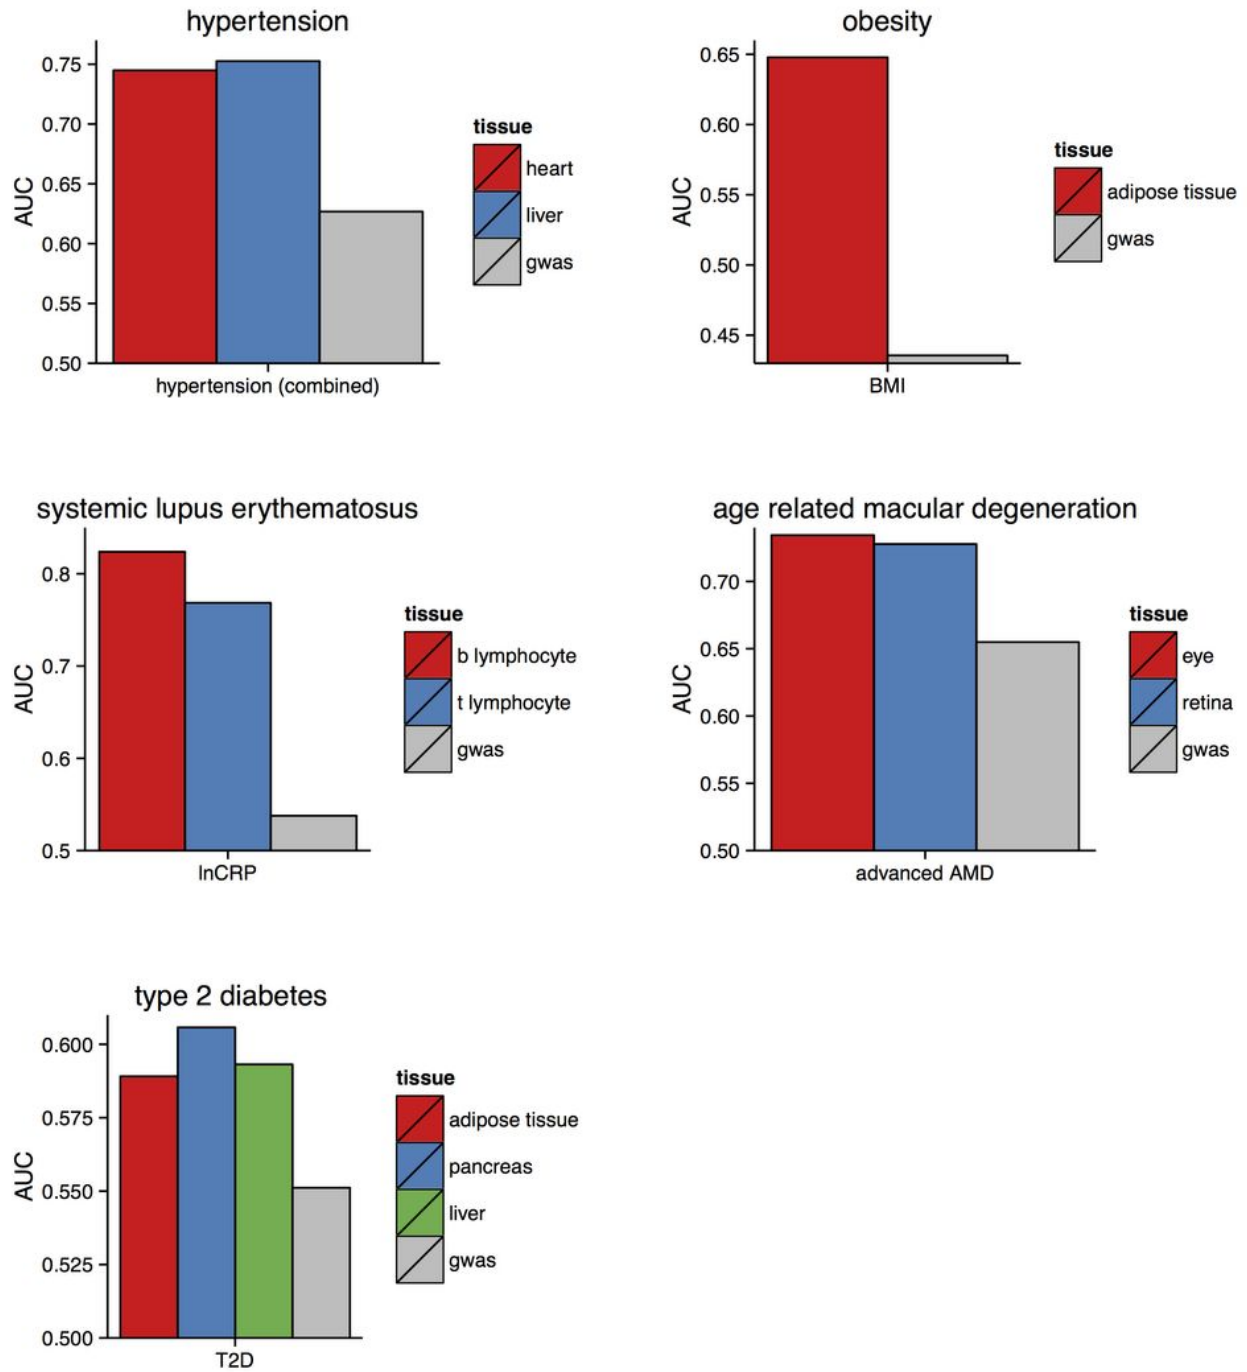 hypertension
AUC
0.75
0.70
0.65
0.60
0.55
0.50
hypertension (combined)
tissue
heart
liver
gwas
obesity
AUC
0.65
0.60
0.55
0.50
0.45
BMI
tissue
adipose tissue
gwas
systemic lupus erythematosus
AUC
0.8
0.7
0.6
0.5
lnCRP
tissue
b lymphocyte
t lymphocyte
gwas
age related macular degeneration
AUC
0.70
0.65
0.60
0.55
0.50
advanced AMD
tissue
eye
retina
gwas
type 2 diabetes
AUC
0.600
0.575
0.550
0.525
0.500
T2D
tissue
adipose tissue
pancreas
liver
gwas